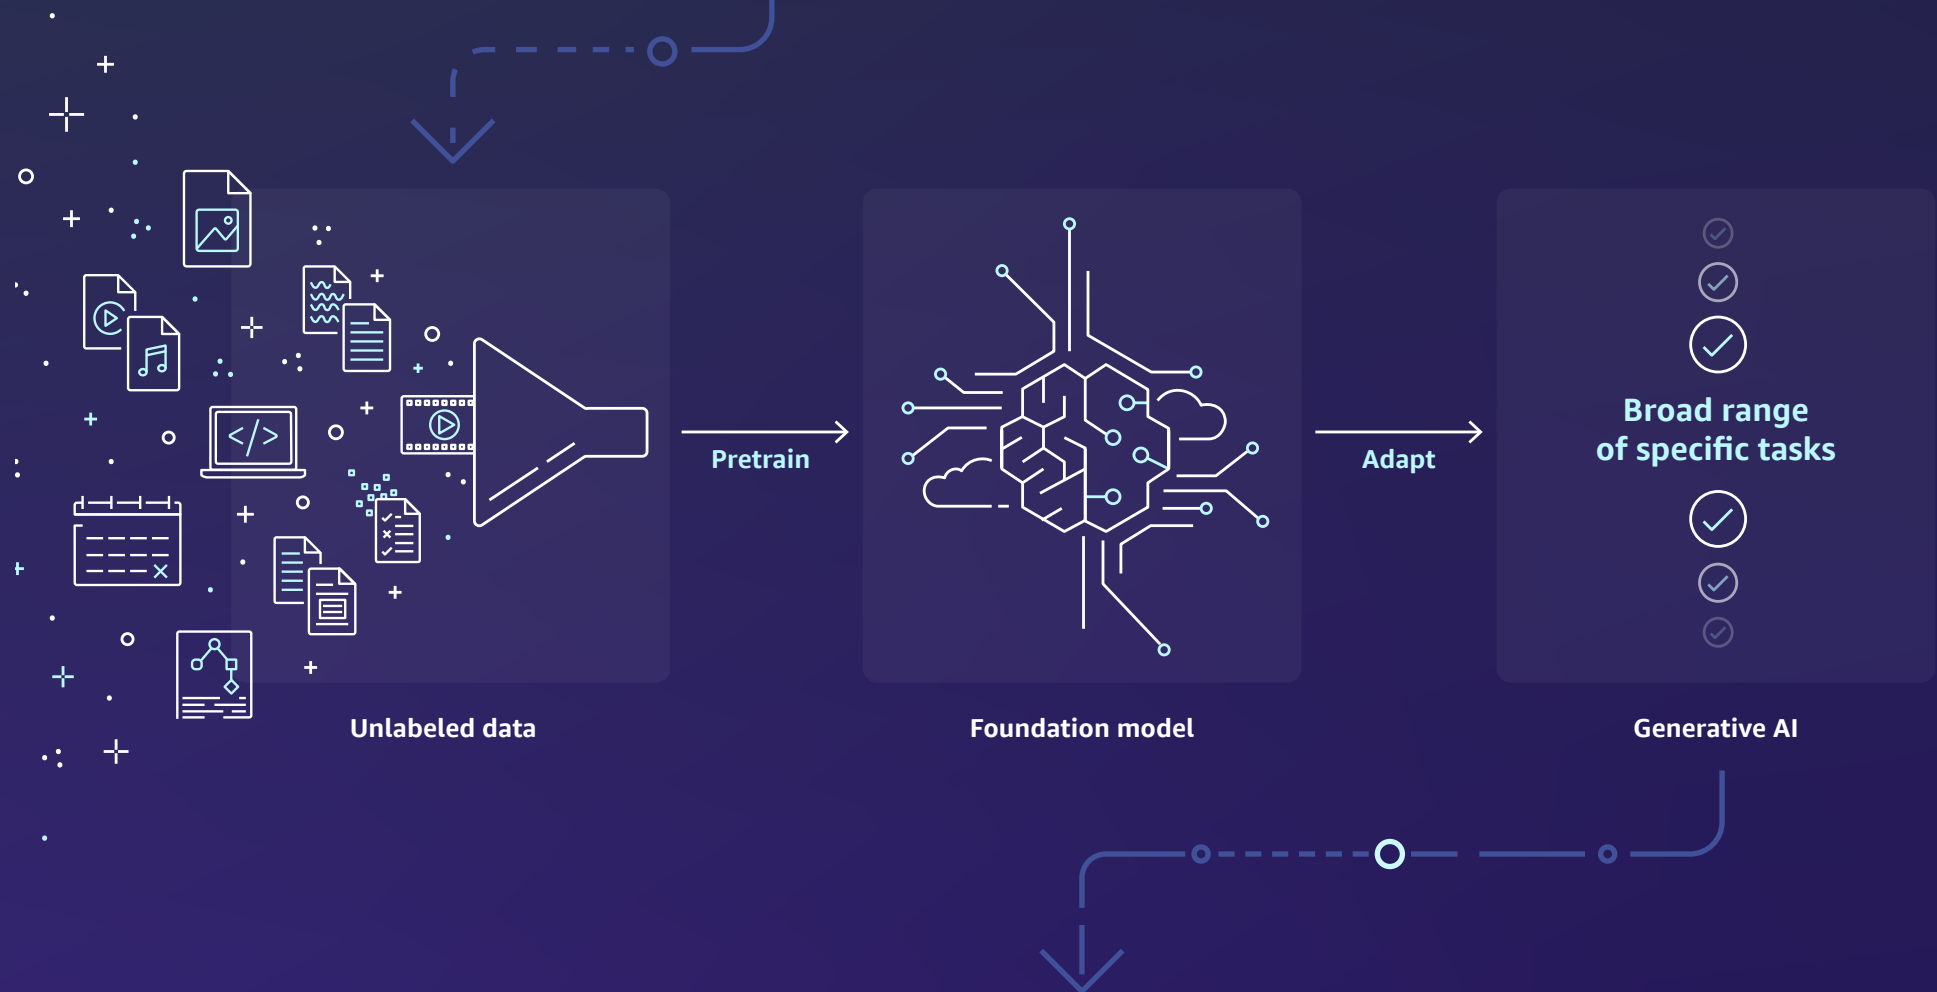 Pretrain
Adapt
Broad range
of specific tasks
Unlabeled data
Foundation model
Generative AI